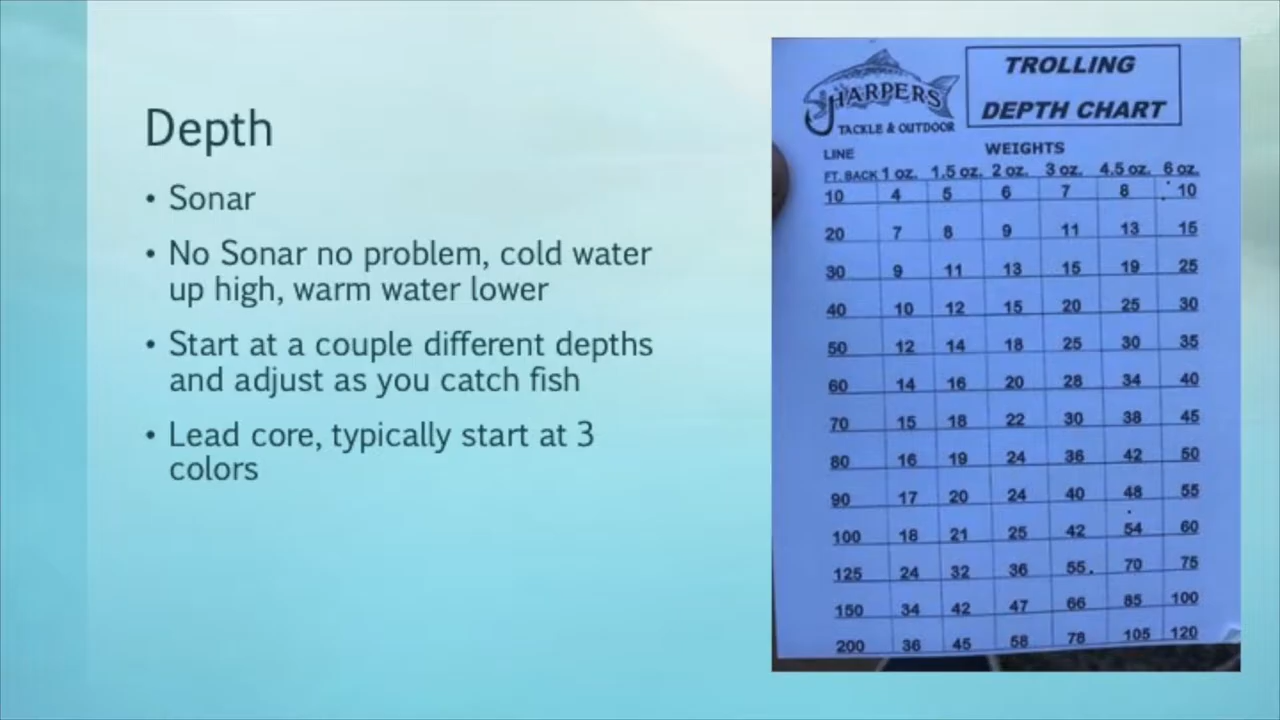 Depth
• Sonar
• No Sonar no problem, cold water
up high, warm water lower
• Start at a couple different depths
and adjust as you catch fish
• Lead core, typically start at 3
colors
HARPERS
TACKLE & OUTDOOR
TROLLING
DEPTH CHART
LINE WEIGHTS
FT. BACK 1 oz. 1.5 oz. 2 oz. 3 oz. 4.5 oz. 6 oz.
10 4 5 6 7 8 10
20 7 8 9 11 13 15
30 9 11 13 15 19 25
40 10 12 15 20 25 30
50 12 14 18 25 30 35
60 14 16 20 28 34 40
70 15 18 22 30 38 45
80 16 19 24 36 42 50
90 17 20 24 40 48 55
100 18 21 25 42 54 60
125 24 32 36 55 70 75
150 34 42 47 66 85 100
200 36 45 58 78 105 120